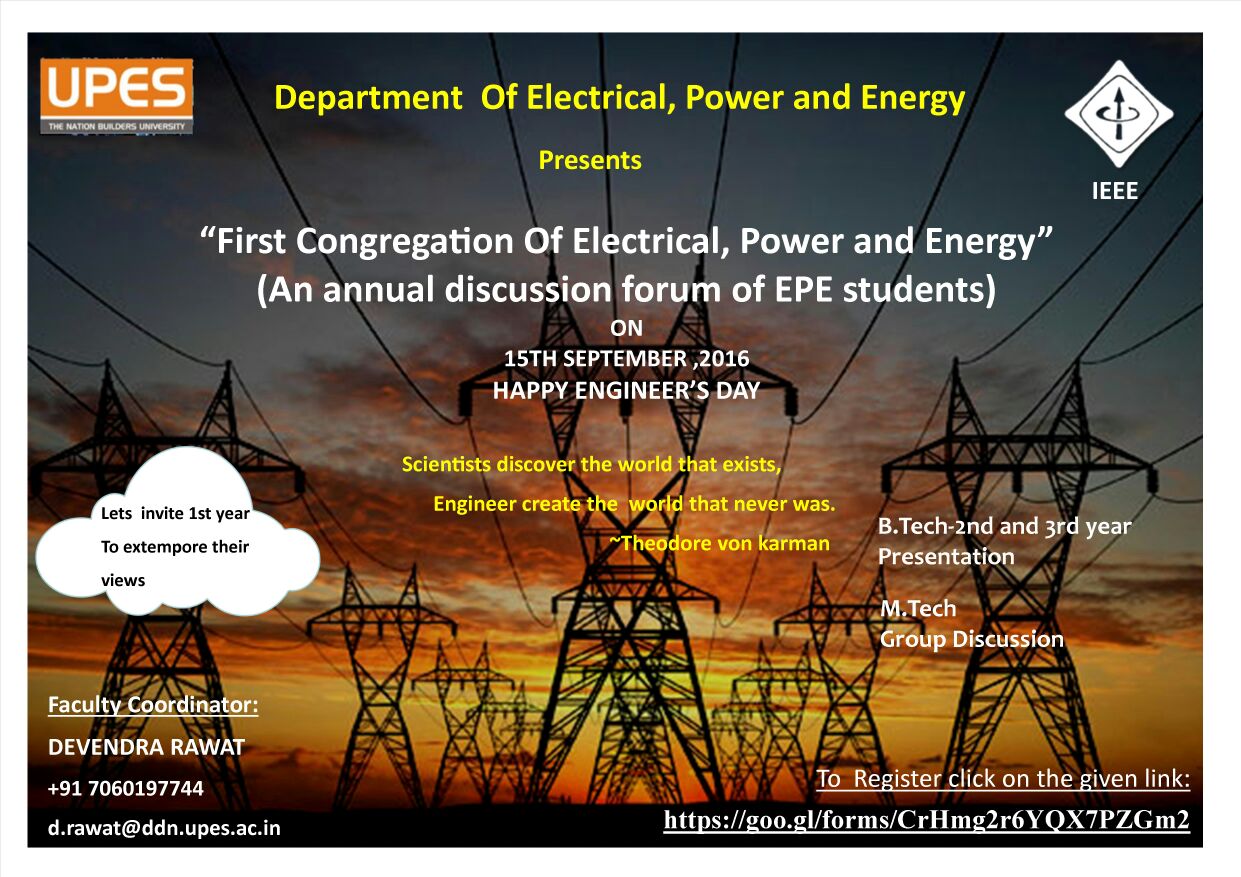 UPES
THE NATION BUILDERS UNIVERSITY
Department Of Electrical, Power and Energy
Presents
IEEE
“First Congregation Of Electrical, Power and Energy”
(An annual discussion forum of EPE students)
ON
15TH SEPTEMBER ,2016
HAPPY ENGINEER’S DAY
Scientists discover the world that exists,
Engineer create the world that never was.
~Theodore von karman
Lets invite 1st year
To extempore their
views
B.Tech-2nd and 3rd year
Presentation
M.Tech
Group Discussion
Faculty Coordinator:
DEVENDRA RAWAT
+91 7060197744
d.rawat@ddn.upes.ac.in
To Register click on the given link:
https://goo.gl/forms/CrHmg2r6YQX7PZGm2